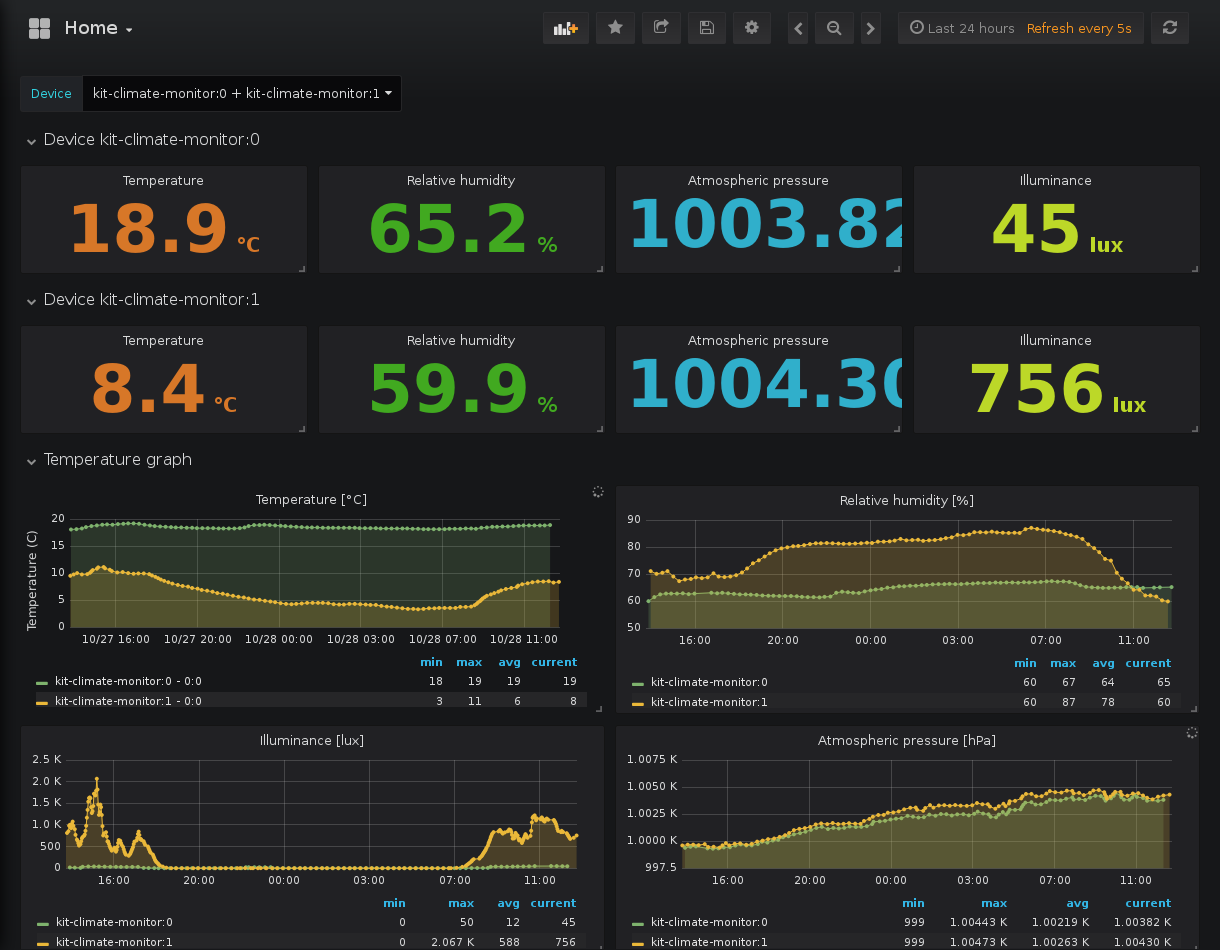 Home
Last 24 hours Refresh every 5s
Device kit-climate-monitor:0 + kit-climate-monitor:1
Device kit-climate-monitor:0
Temperature Relative humidity Atmospheric pressure Illuminance
18.9 °C 65.2 % 1003.82 45 lux
Device kit-climate-monitor:1
Temperature Relative humidity Atmospheric pressure Illuminance
8.4 °C 59.9 % 1004.30 756 lux
Temperature graph
Temperature [°C]
Temperature (C)
20
15
10
5
0
10/27 16:00 10/27 20:00 10/28 00:00 10/28 03:00 10/28 07:00 10/28 11:00
min max avg current
kit-climate-monitor:0 - 0:0 18 19 19 19
kit-climate-monitor:1 - 0:0 3 11 6 8
Relative humidity [%]
90
80
70
60
50
16:00 20:00 00:00 03:00 07:00 11:00
min max avg current
kit-climate-monitor:0 60 67 64 65
kit-climate-monitor:1 60 87 78 60
Illuminance [lux]
2.5 K
2.0 K
1.5 K
1.0 K
500
0
16:00 20:00 00:00 03:00 07:00 11:00
min max avg current
kit-climate-monitor:0 0 50 12 45
kit-climate-monitor:1 0 2.067 K 588 756
Atmospheric pressure [hPa]
1.0075 K
1.0050 K
1.0025 K
1.0000 K
997.5
16:00 20:00 00:00 03:00 07:00 11:00
min max avg current
kit-climate-monitor:0 999 1.00443 K 1.00219 K 1.00382 K
kit-climate-monitor:1 999 1.00473 K 1.00263 K 1.00430 K